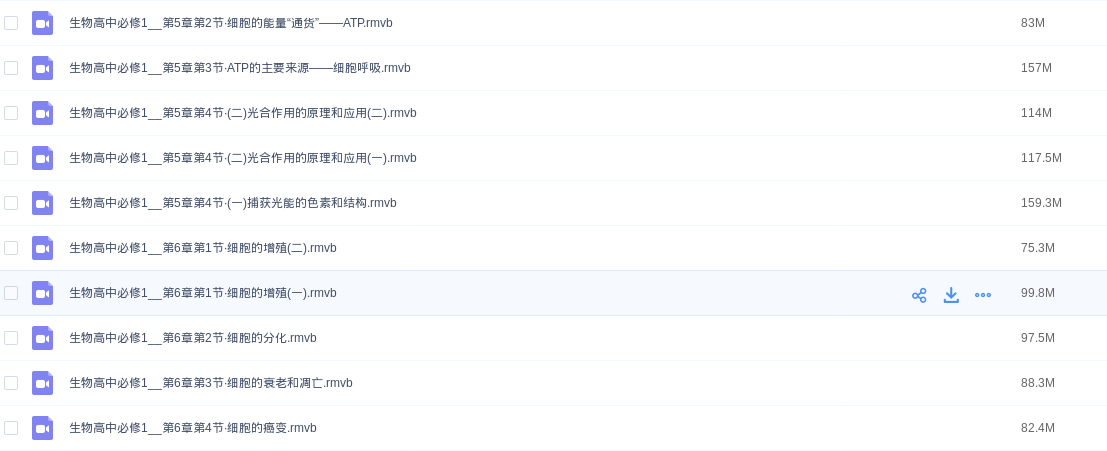 生物高中必修1__第5章第2节·细胞的能量“通货”——ATP.rmvb 83M
生物高中必修1__第5章第3节·ATP的主要来源——细胞呼吸.rmvb 157M
生物高中必修1__第5章第4节·(二)光合作用的原理和应用(二).rmvb 114M
生物高中必修1__第5章第4节·(二)光合作用的原理和应用(一).rmvb 117.5M
生物高中必修1__第5章第4节·(一)捕获光能的色素和结构.rmvb 159.3M
生物高中必修1__第6章第1节·细胞的增殖(二).rmvb 75.3M
生物高中必修1__第6章第1节·细胞的增殖(一).rmvb 99.8M
生物高中必修1__第6章第2节·细胞的分化.rmvb 97.5M
生物高中必修1__第6章第3节·细胞的衰老和凋亡.rmvb 88.3M
生物高中必修1__第6章第4节·细胞的癌变.rmvb 82.4M